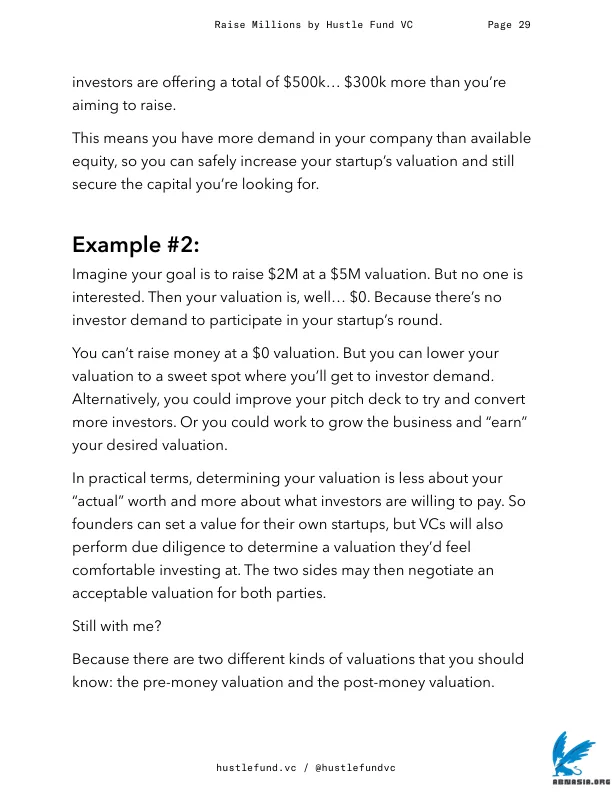 Raise Millions by Hustle Fund VC Page 29
investors are offering a total of $500k… $300k more than you’re
aiming to raise.
This means you have more demand in your company than available
equity, so you can safely increase your startup’s valuation and still
secure the capital you’re looking for.
Example #2:
Imagine your goal is to raise $2M at a $5M valuation. But no one is
interested. Then your valuation is, well… $0. Because there’s no
investor demand to participate in your startup’s round.
You can’t raise money at a $0 valuation. But you can lower your
valuation to a sweet spot where you’ll get to investor demand.
Alternatively, you could improve your pitch deck to try and convert
more investors. Or you could work to grow the business and “earn”
your desired valuation.
In practical terms, determining your valuation is less about your
“actual” worth and more about what investors are willing to pay. So
founders can set a value for their own startups, but VCs will also
perform due diligence to determine a valuation they’d feel
comfortable investing at. The two sides may then negotiate an
acceptable valuation for both parties.
Still with me?
Because there are two different kinds of valuations that you should
know: the pre-money valuation and the post-money valuation.
hustlefund.vc / @hustlefundvc
ABNASIA.ORG